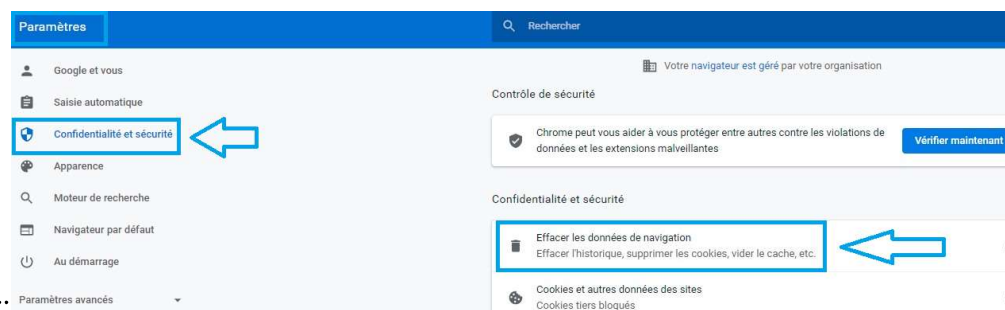 Paramètres
Rechercher
Google et vous
Saisie automatique
Confidentialité et sécurité
Apparence
Moteur de recherche
Navigateur par défaut
Au démarrage
.. Paramètres avancés
Votre navigateur est géré par votre organisation
Contrôle de sécurité
Chrome peut vous aider à vous protéger entre autres contre les violations de
données et les extensions malveillantes
Vérifier maintenant
Confidentialité et sécurité
Effacer les données de navigation
Effacer l'historique, supprimer les cookies, vider le cache, etc.
Cookies et autres données des sites
Cookies tiers bloqués